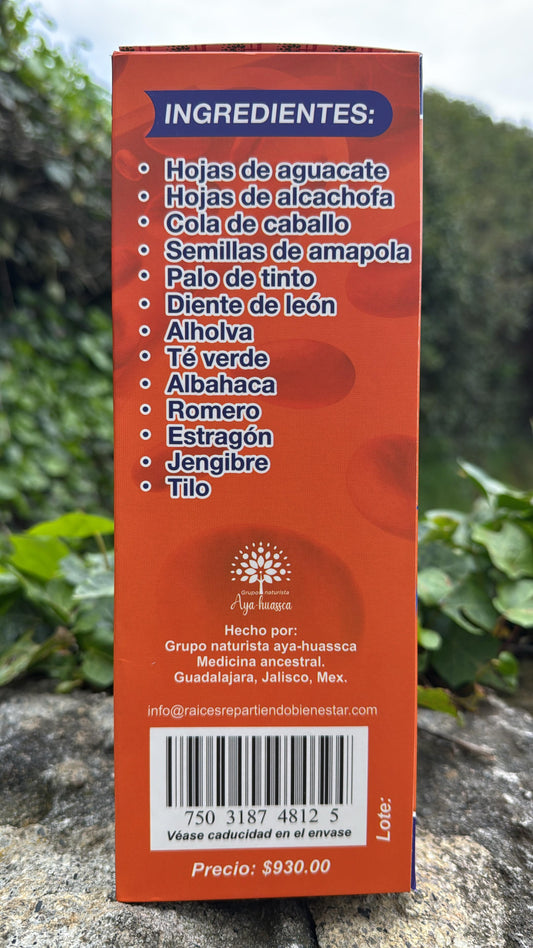 INGREDIENTES:
• Hojas de aguacate
• Hojas de alcachofa
• Cola de caballo
• Semillas de amapola
• Palo de tinto
• Diente de león
• Alholva
• Té verde
• Albahaca
• Romero
• Estragón
• Jengibre
• Tilo
Grupo naturista
Aya-huassca
Hecho por:
Grupo naturista aya-huassca
Medicina ancestral.
Guadalajara, Jalisco, Mex.
info@raicesrepartiendobienestar.com
750 3187 4812 5
Véase caducidad en el envase
Lote:
Precio: $930.00